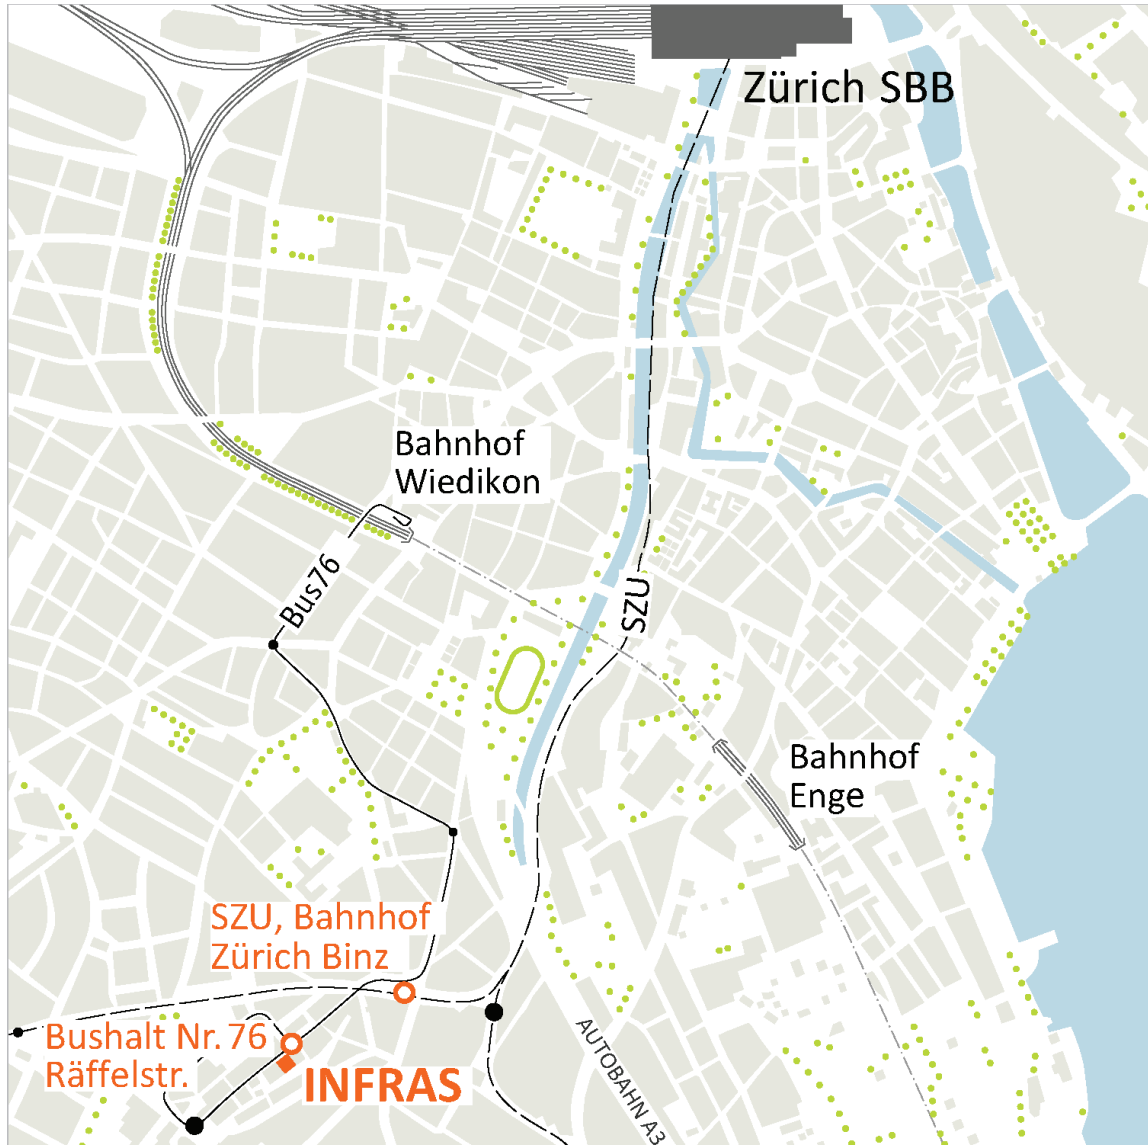 Zürich SBB
Bahnhof
Wiedikon
Bus76
SZU
Bahnhof
Enge
SZU, Bahnhof
Zürich Binz
Bushalt Nr. 76
Räffelstr.
INFRAS
AUTOBAHN A3